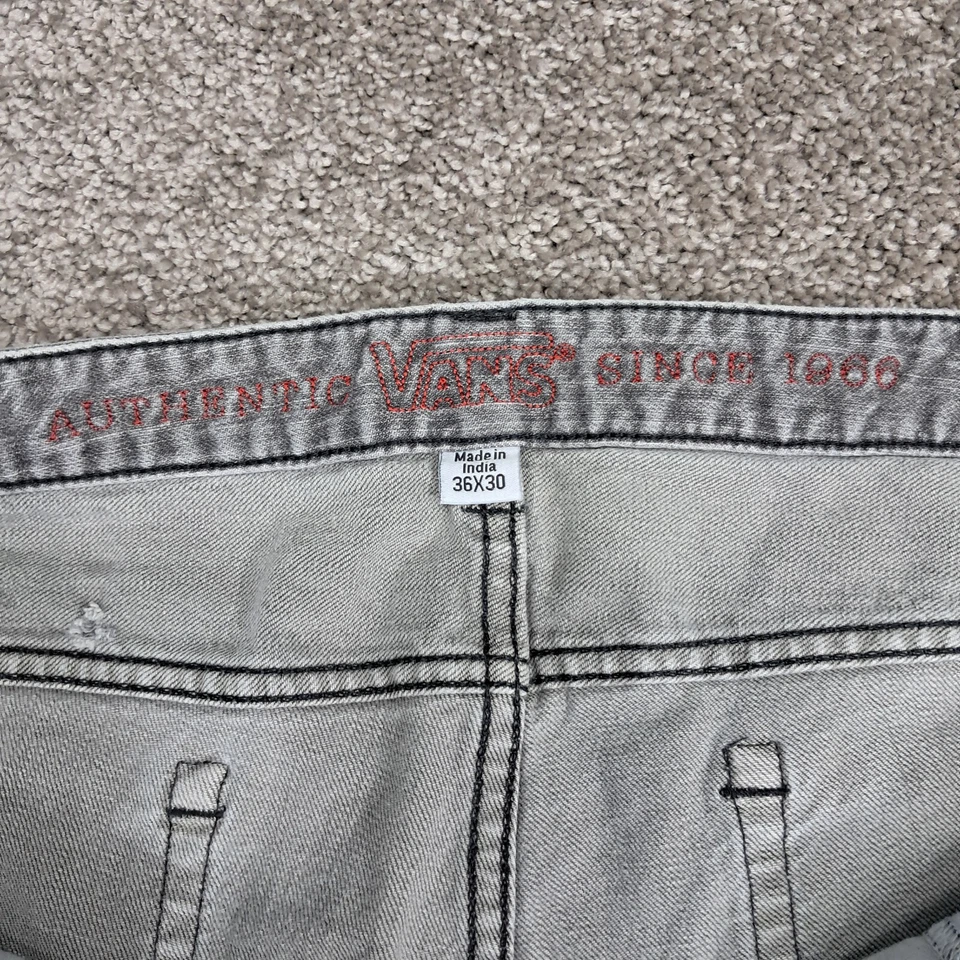 AUTHENTIC VANS SINCE 1966
Made in
India
36X30